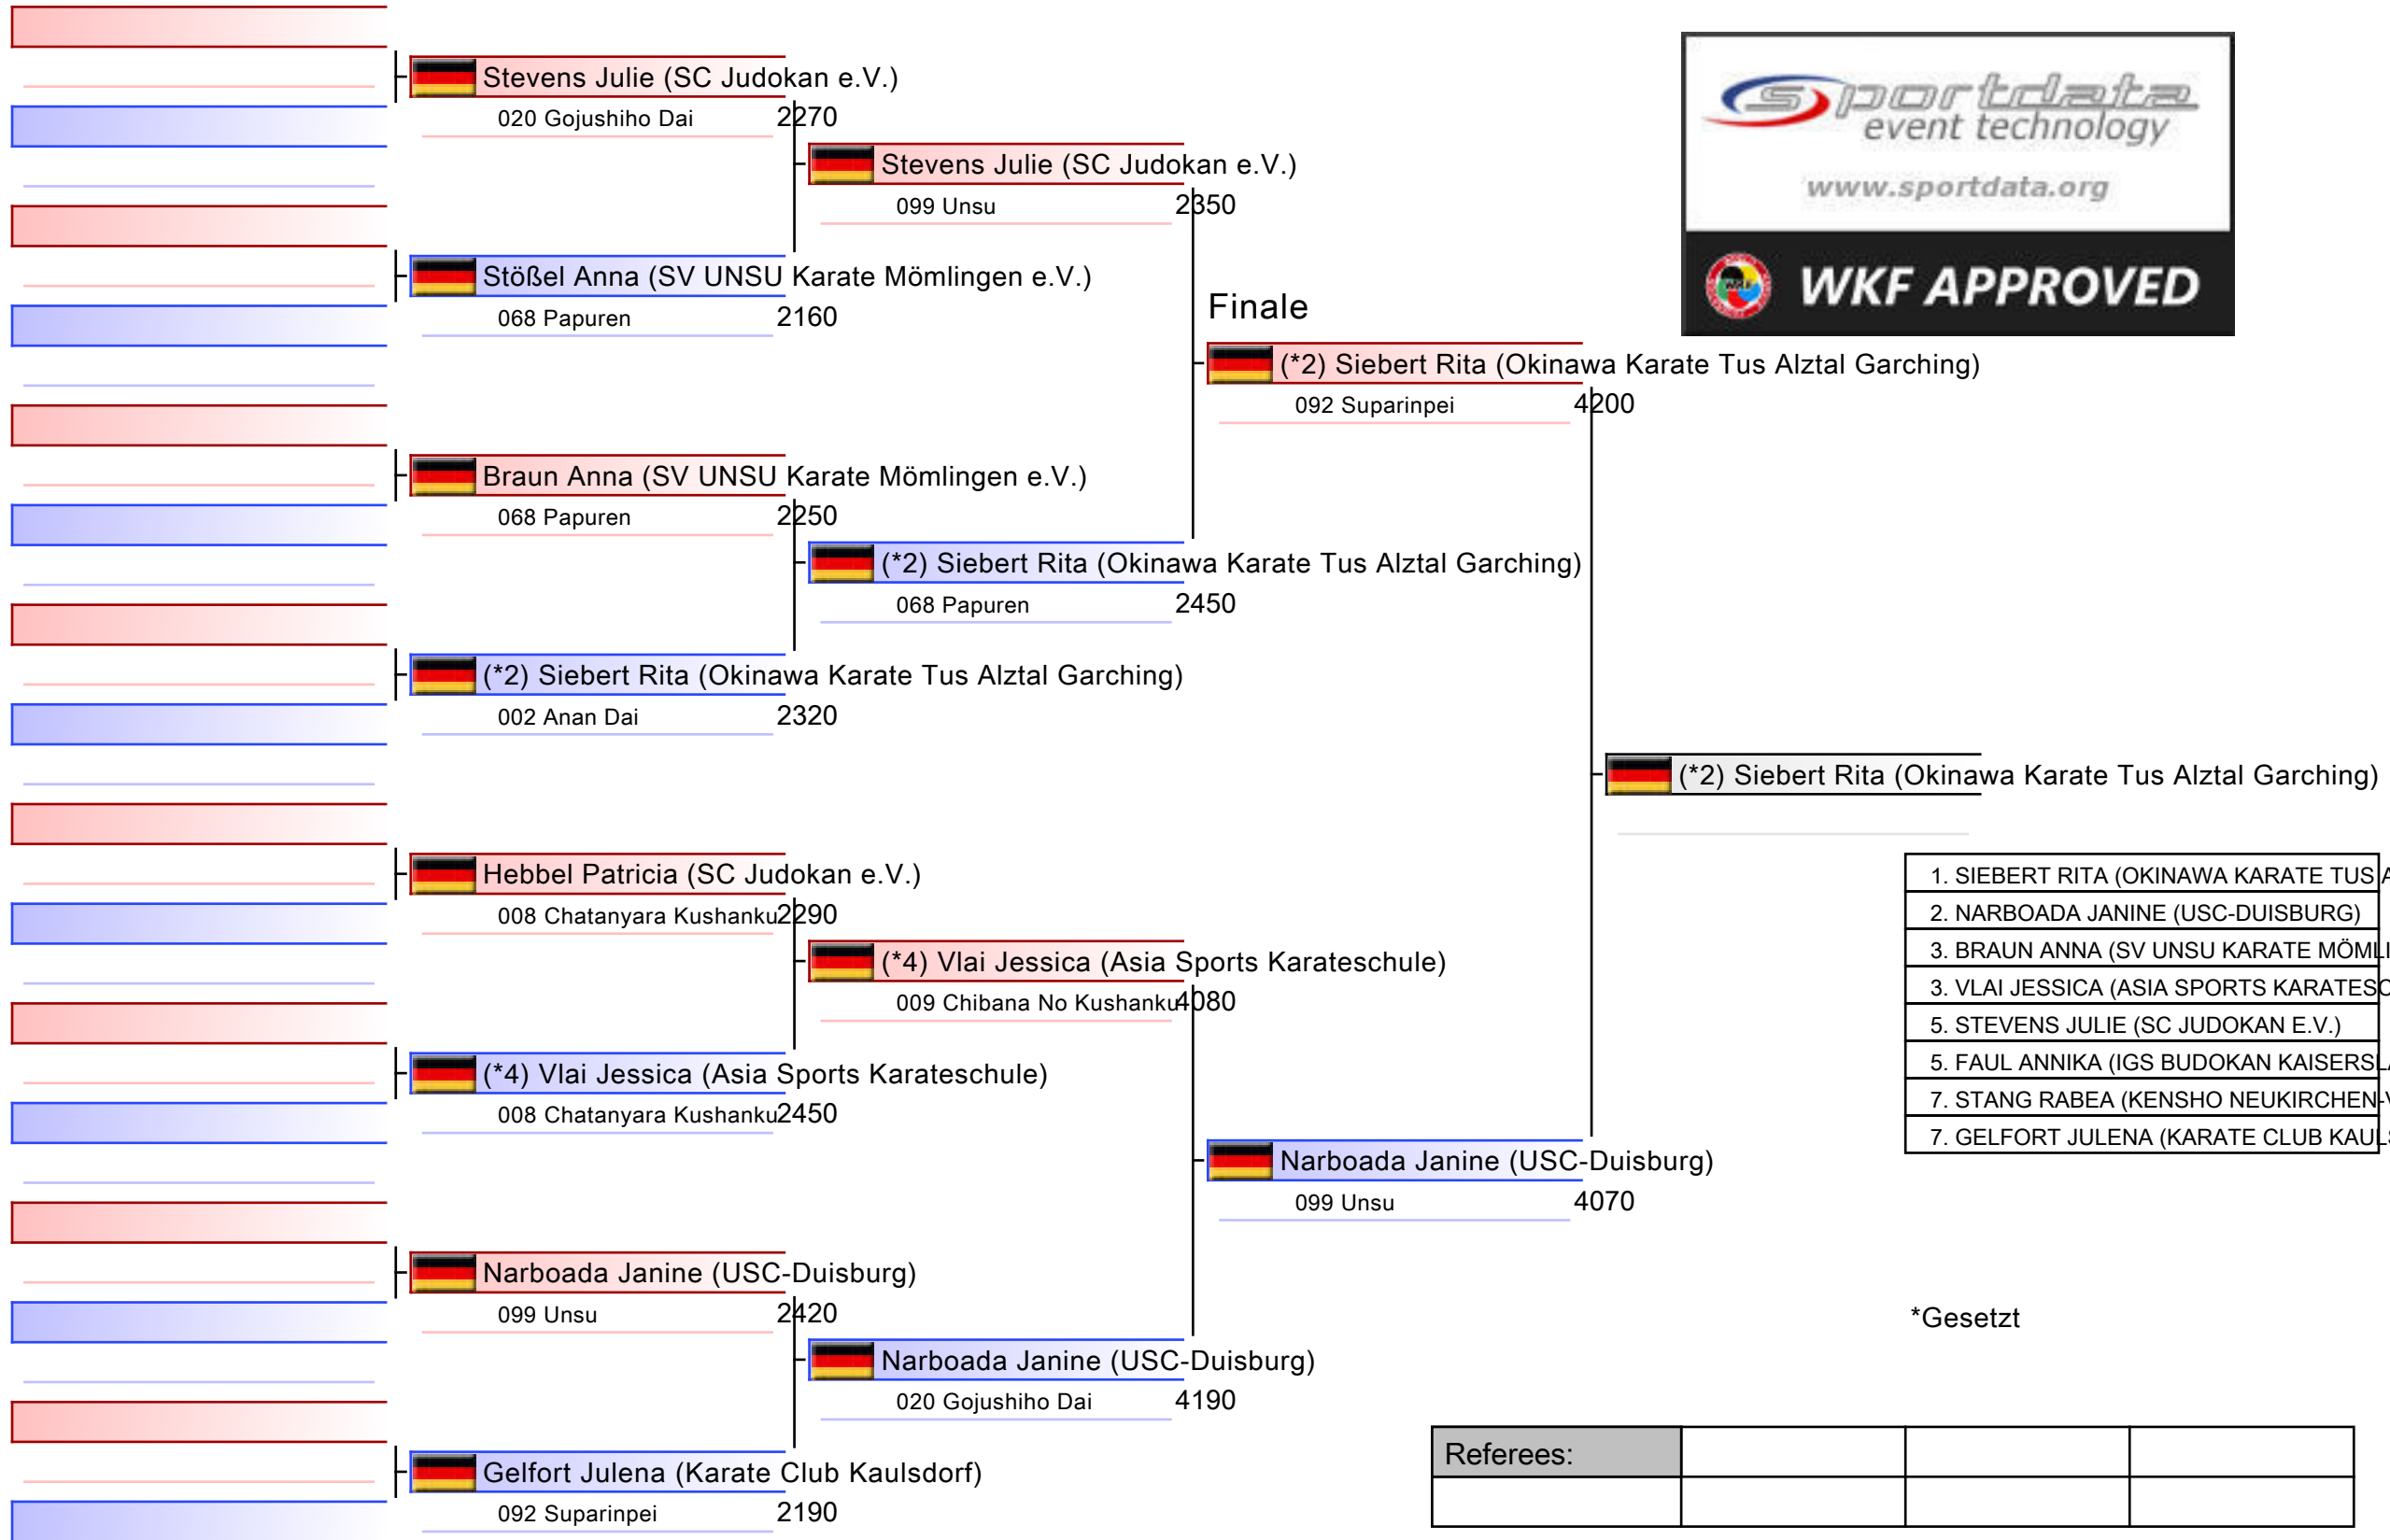 Stevens Julie (SC Judokan e.V.)
020 Gojushiho Dai 2270
Stößel Anna (SV UNSU Karate Mömlingen e.V.)
068 Papuren 2160
Braun Anna (SV UNSU Karate Mömlingen e.V.)
068 Papuren 2250
(*2) Siebert Rita (Okinawa Karate Tus Alztal Garching)
002 Anan Dai 2320
Hebbel Patricia (SC Judokan e.V.)
008 Chatanyara Kushanku 2290
(*4) Vlai Jessica (Asia Sports Karateschule)
008 Chatanyara Kushanku 2450
Narboada Janine (USC-Duisburg)
099 Unsu 2420
Gelfort Julena (Karate Club Kaulsdorf)
092 Suparinpei 2190
Stevens Julie (SC Judokan e.V.)
099 Unsu 2350
(*2) Siebert Rita (Okinawa Karate Tus Alztal Garching)
068 Papuren 2450
(*4) Vlai Jessica (Asia Sports Karateschule)
009 Chibana No Kushanku 4080
Narboada Janine (USC-Duisburg)
020 Gojushiho Dai 4190
Finale
(*2) Siebert Rita (Okinawa Karate Tus Alztal Garching)
092 Suparinpei 4200
Narboada Janine (USC-Duisburg)
099 Unsu 4070
(*2) Siebert Rita (Okinawa Karate Tus Alztal Garching)
sportdata
event technology
www.sportdata.org
WKF APPROVED
1. SIEBERT RITA (OKINAWA KARATE TUS
2. NARBOADA JANINE (USC-DUISBURG)
3. BRAUN ANNA (SV UNSU KARATE MÖMLI
3. VLAI JESSICA (ASIA SPORTS KARATESC
5. STEVENS JULIE (SC JUDOKAN E.V.)
5. FAUL ANNIKA (IGS BUDOKAN KAISERSL
7. STANG RABEA (KENSHO NEUKIRCHEN-
7. GELFORT JULENA (KARATE CLUB KAUL
*Gesetzt
Referees: